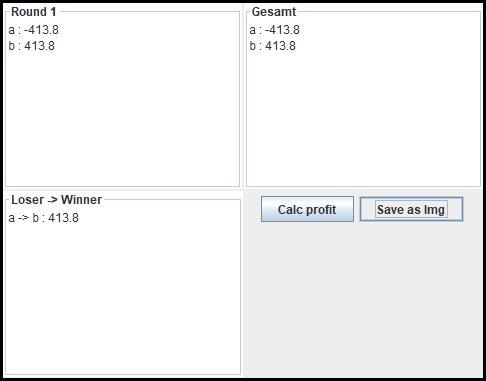 Round 1
a : -413.8
b : 413.8
Gesamt
a : -413.8
b : 413.8
Loser -> Winner
a -> b : 413.8
Calc profit
Save as Img